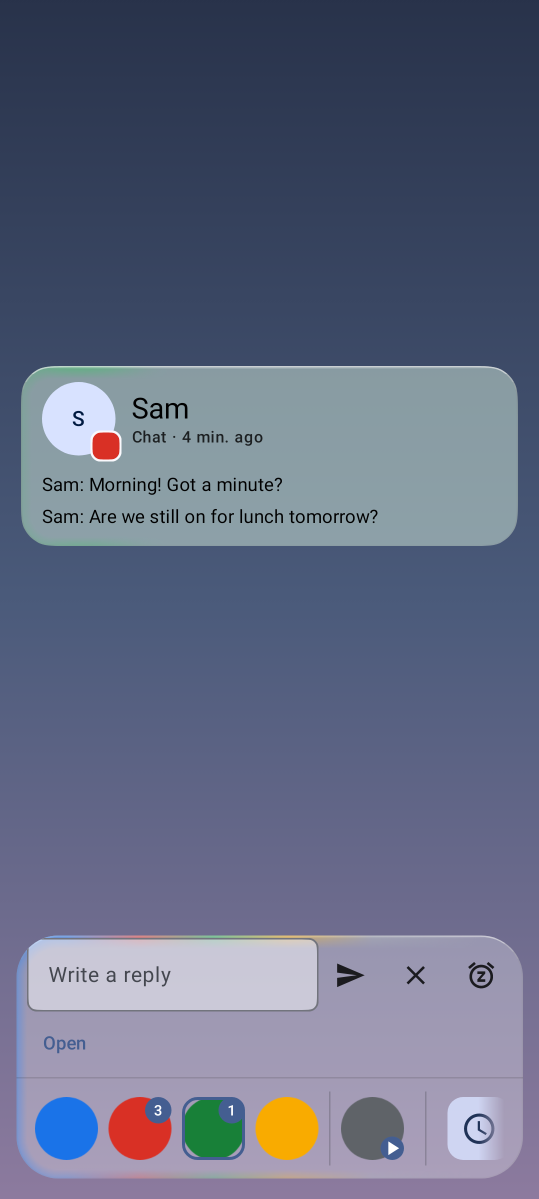 S
Sam
Chat · 4 min. ago
Sam: Morning! Got a minute?
Sam: Are we still on for lunch tomorrow?
Write a reply
Open
3
1